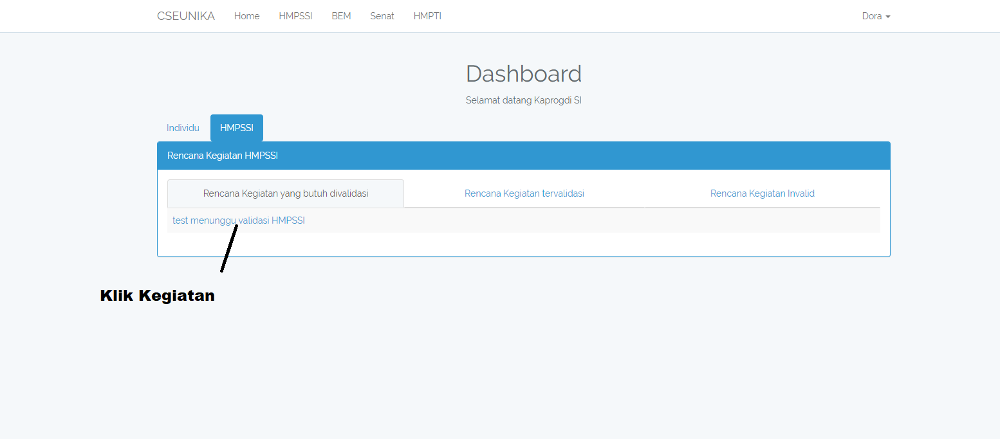 CSEUNIKA Home HMPSSI BEM Senat HMPTI Dora
Dashboard
Selamat datang Kaprogdi SI
Individu HMPSSI
Rencana Kegiatan HMPSSI
Rencana Kegiatan yang butuh divalidasi Rencana Kegiatan tervalidasi Rencana Kegiatan Invalid
test menunggu validasi HMPSSI
Klik Kegiatan